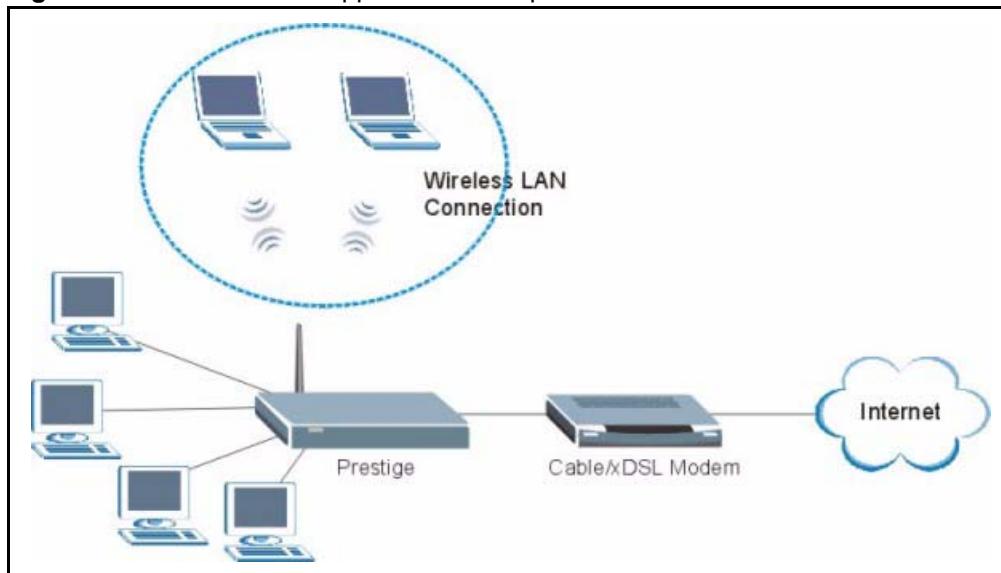 Wireless LAN
Connection
Internet
Prestige
Cable/xDSL Modem